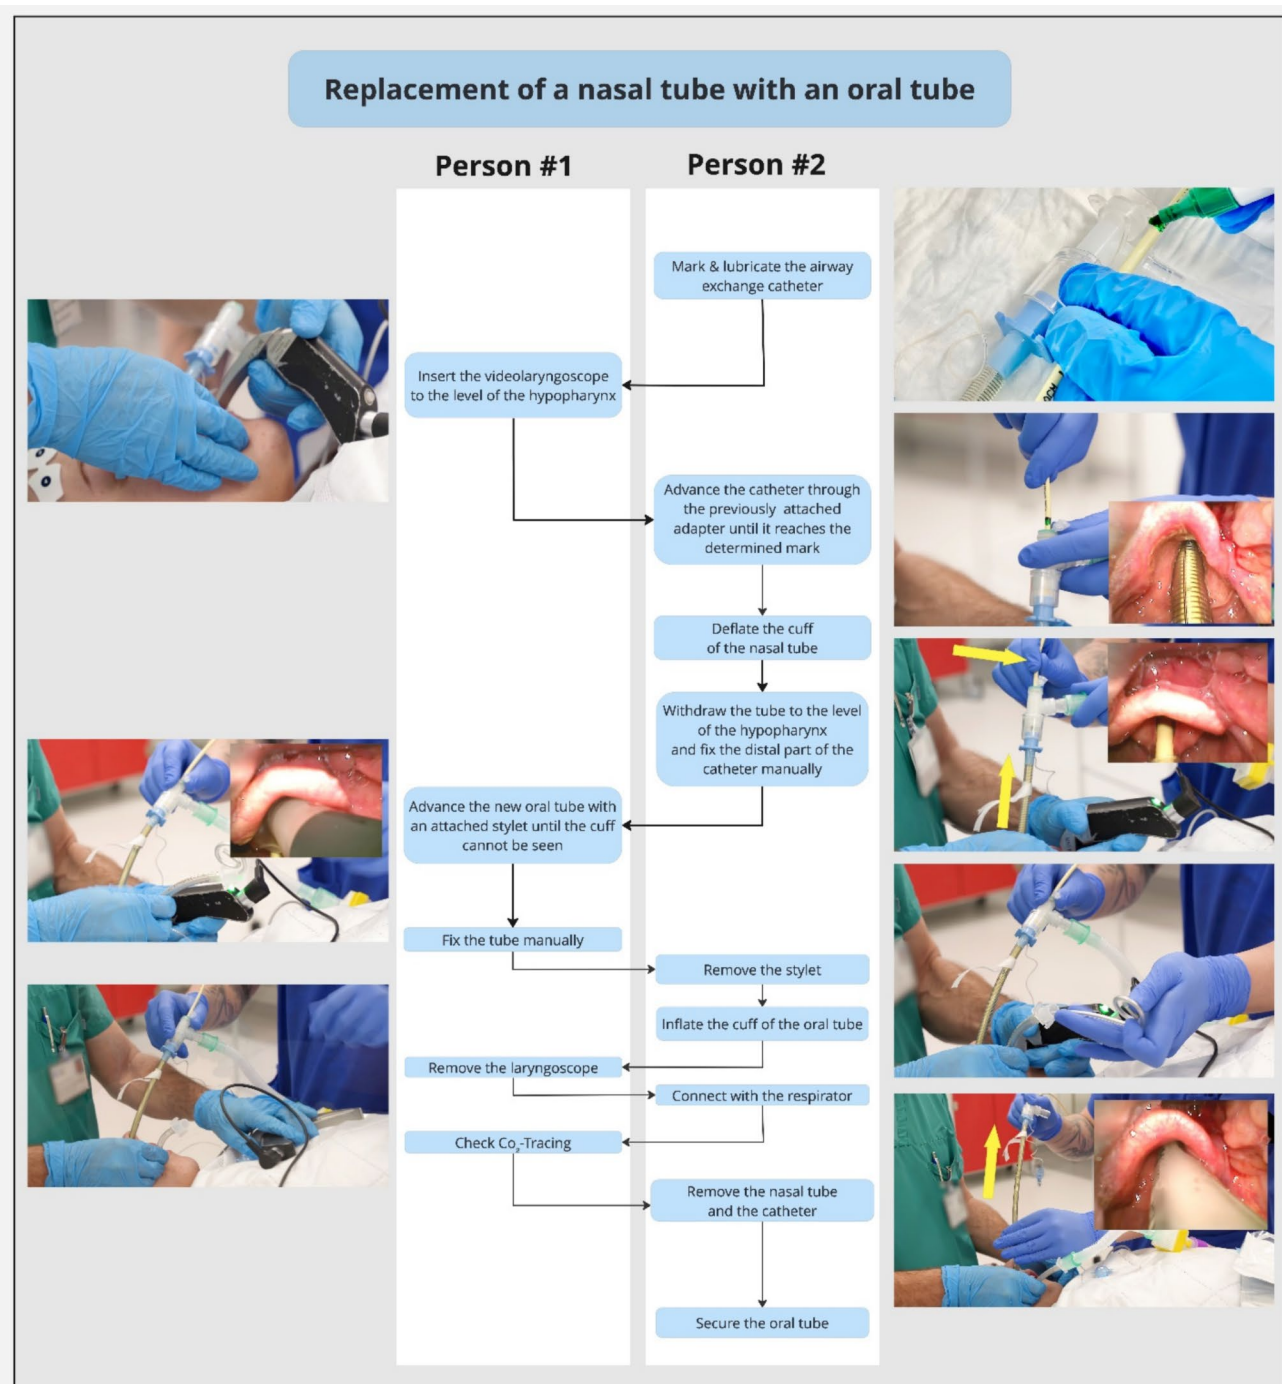 Replacement of a nasal tube with an oral tube
Person #1
Person #2
Mark & lubricate the airway
exchange catheter
Insert the videolaryngoscope
to the level of the hypopharynx
Advance the catheter through
the previously attached
adapter until it reaches the
determined mark
Deflate the cuff
of the nasal tube
Withdraw the tube to the level
of the hypopharynx
and fix the distal part of the
catheter manually
Advance the new oral tube with
an attached stylet until the cuff
cannot be seen
Fix the tube manually
Remove the stylet
Inflate the cuff of the oral tube
Remove the laryngoscope
Connect with the respirator
Check Co₂-Tracing
Remove the nasal tube
and the catheter
Secure the oral tube